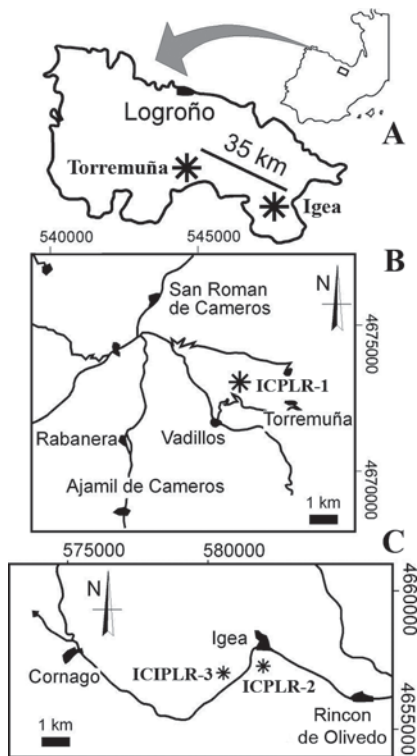 A
Logroño
Torremuña
35 km
Igea
540000
545000
B
N
San Roman
de Cameros
4675000
ICPLR-1
Torremuña
Rabanera
Vadillos
4670000
Ajamil de Cameros
1 km
C
575000
580000
N
4660000
Igea
Cornago
ICIPLR-3
ICPLR-2
Rincon
de Olivedo
4655000
1 km